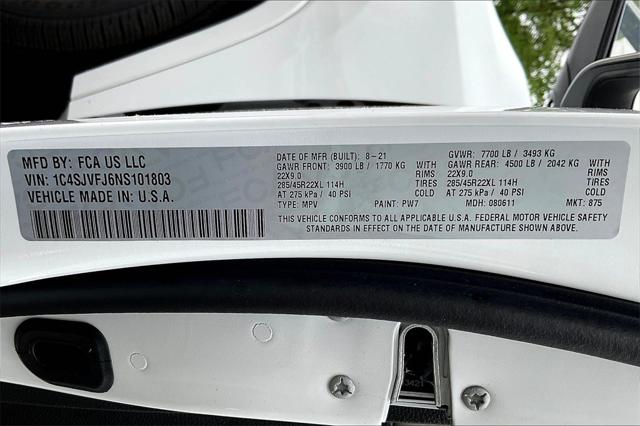 MFD BY: FCA US LLC
VIN: 1C4SJVFJ6NS101803
VEHICLE MADE IN: U.S.A.
DATE OF MFR (BUILT): 8-21
GVWR: 7700 LB / 3493 KG
GAWR FRONT: 3900 LB / 1770 KG WITH
GAWR REAR: 4500 LB / 2042 KG WITH
22X9.0 RIMS
22X9.0 RIMS
285/45R22XL 114H TIRES
285/45R22XL 114H TIRES
AT 275 kPa / 40 PSI COLD
AT 275 kPa / 40 PSI COLD
TYPE: MPV PAINT: PW7 MDH: 080611 MKT: 875
THIS VEHICLE CONFORMS TO ALL APPLICABLE U.S.A. FEDERAL MOTOR VEHICLE SAFETY
STANDARDS IN EFFECT ON THE DATE OF MANUFACTURE SHOWN ABOVE.
3421